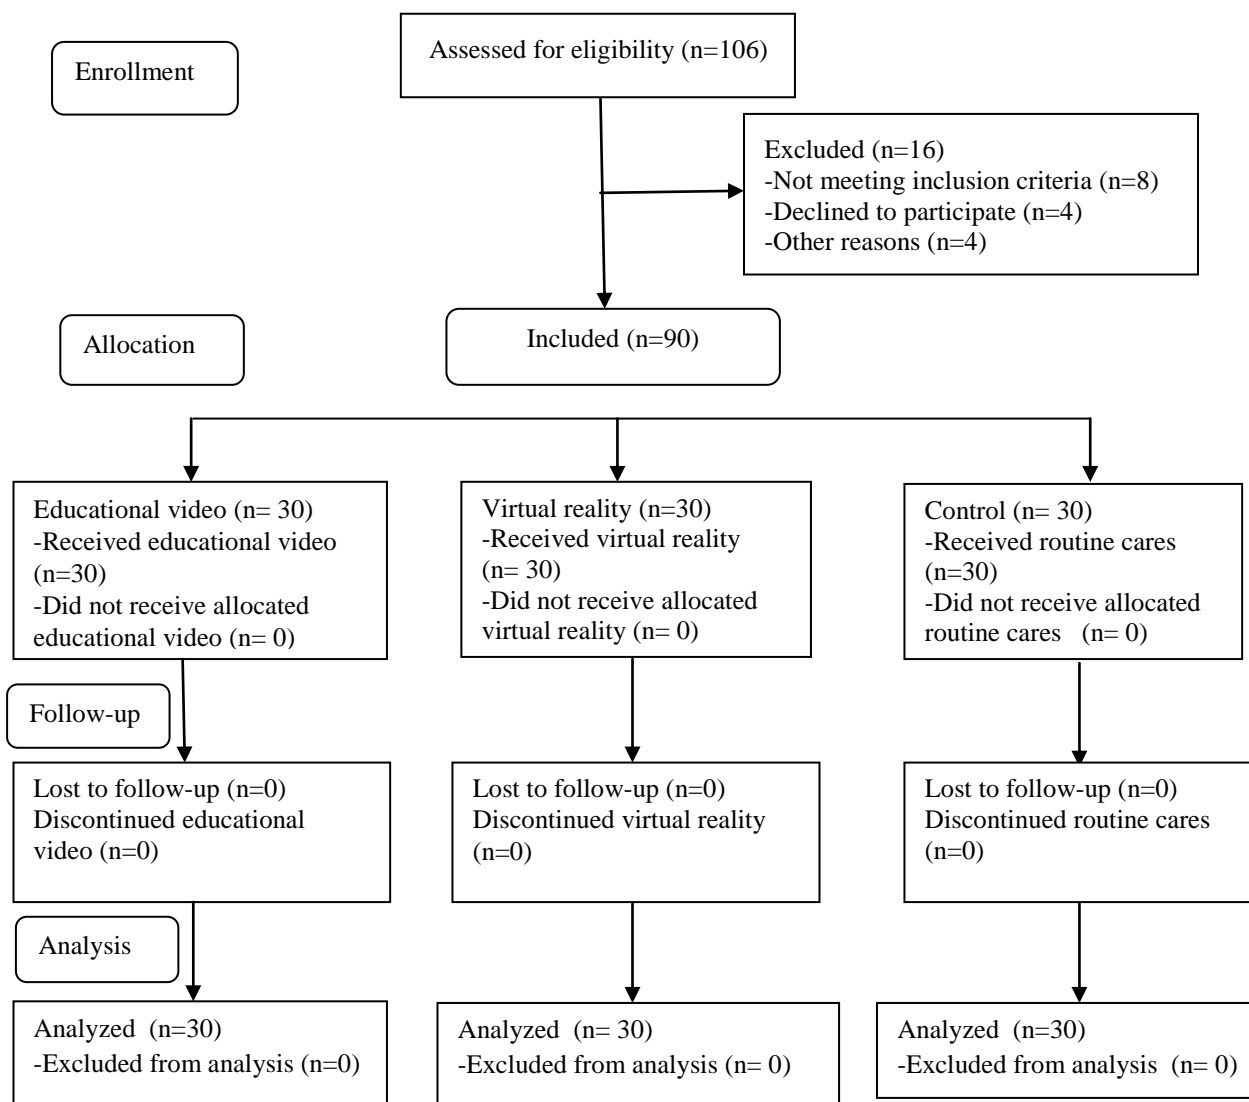 Enrollment
Assessed for eligibility (n=106)
Excluded (n=16)
-Not meeting inclusion criteria (n=8)
-Declined to participate (n=4)
-Other reasons (n=4)
Allocation
Included (n=90)
Educational video (n= 30)
-Received educational video
(n=30)
-Did not receive allocated
educational video (n= 0)
Virtual reality (n=30)
-Received virtual reality
(n= 30)
-Did not receive allocated
virtual reality (n= 0)
Control (n= 30)
-Received routine cares
(n=30)
-Did not receive allocated
routine cares (n= 0)
Follow-up
Lost to follow-up (n=0)
Discontinued educational
video (n=0)
Lost to follow-up (n=0)
Discontinued virtual reality
(n=0)
Lost to follow-up (n=0)
Discontinued routine cares
(n=0)
Analysis
Analyzed (n=30)
-Excluded from analysis (n=0)
Analyzed (n= 30)
-Excluded from analysis (n= 0)
Analyzed (n=30)
-Excluded from analysis (n= 0)